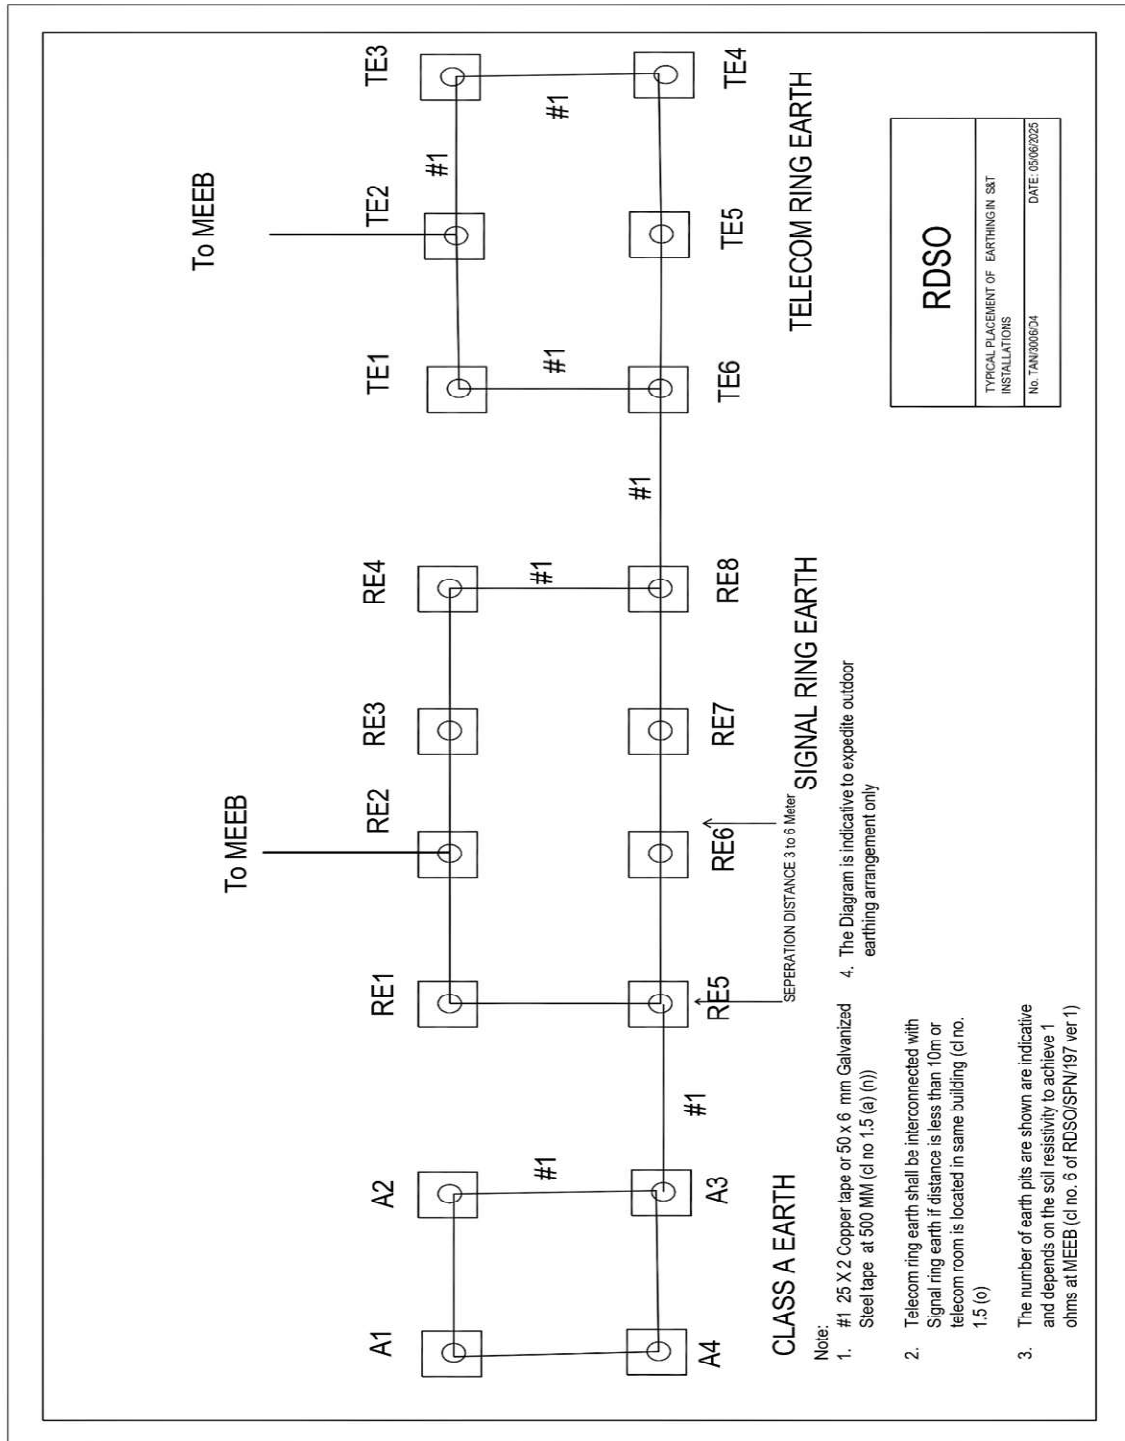 To MEEB
To MEEB
A1
A2
RE1
RE2
RE3
RE4
TE1
TE2
TE3
#1
#1
#1
#1
#1
A4
A3
#1
RE5
RE6
RE7
RE8
#1
TE6
TE5
TE4
CLASS A EARTH
SEPERATION DISTANCE 3 to 6 Meter
SIGNAL RING EARTH
TELECOM RING EARTH
Note:
1. #1 25 X 2 Copper tape or 50 x 6 mm Galvanized
Steel tape at 500 MM (cl no 1.5 (a) (n))
2. Telecom ring earth shall be interconnected with
Signal ring earth if distance is less than 10m or
telecom room is located in same building (cl no.
1.5 (o)
3. The number of earth pits are shown are indicative
and depends on the soil resistivity to achieve 1
ohms at MEEB (cl no. 6 of RDSO/SPN/197 ver 1)
4. The Diagram is indicative to expedite outdoor
earthing arrangement only
RDSO
TYPICAL PLACEMENT OF EARTHING IN S&T
INSTALLATIONS
No. TAN/3006/D4 DATE: 05/06/2025